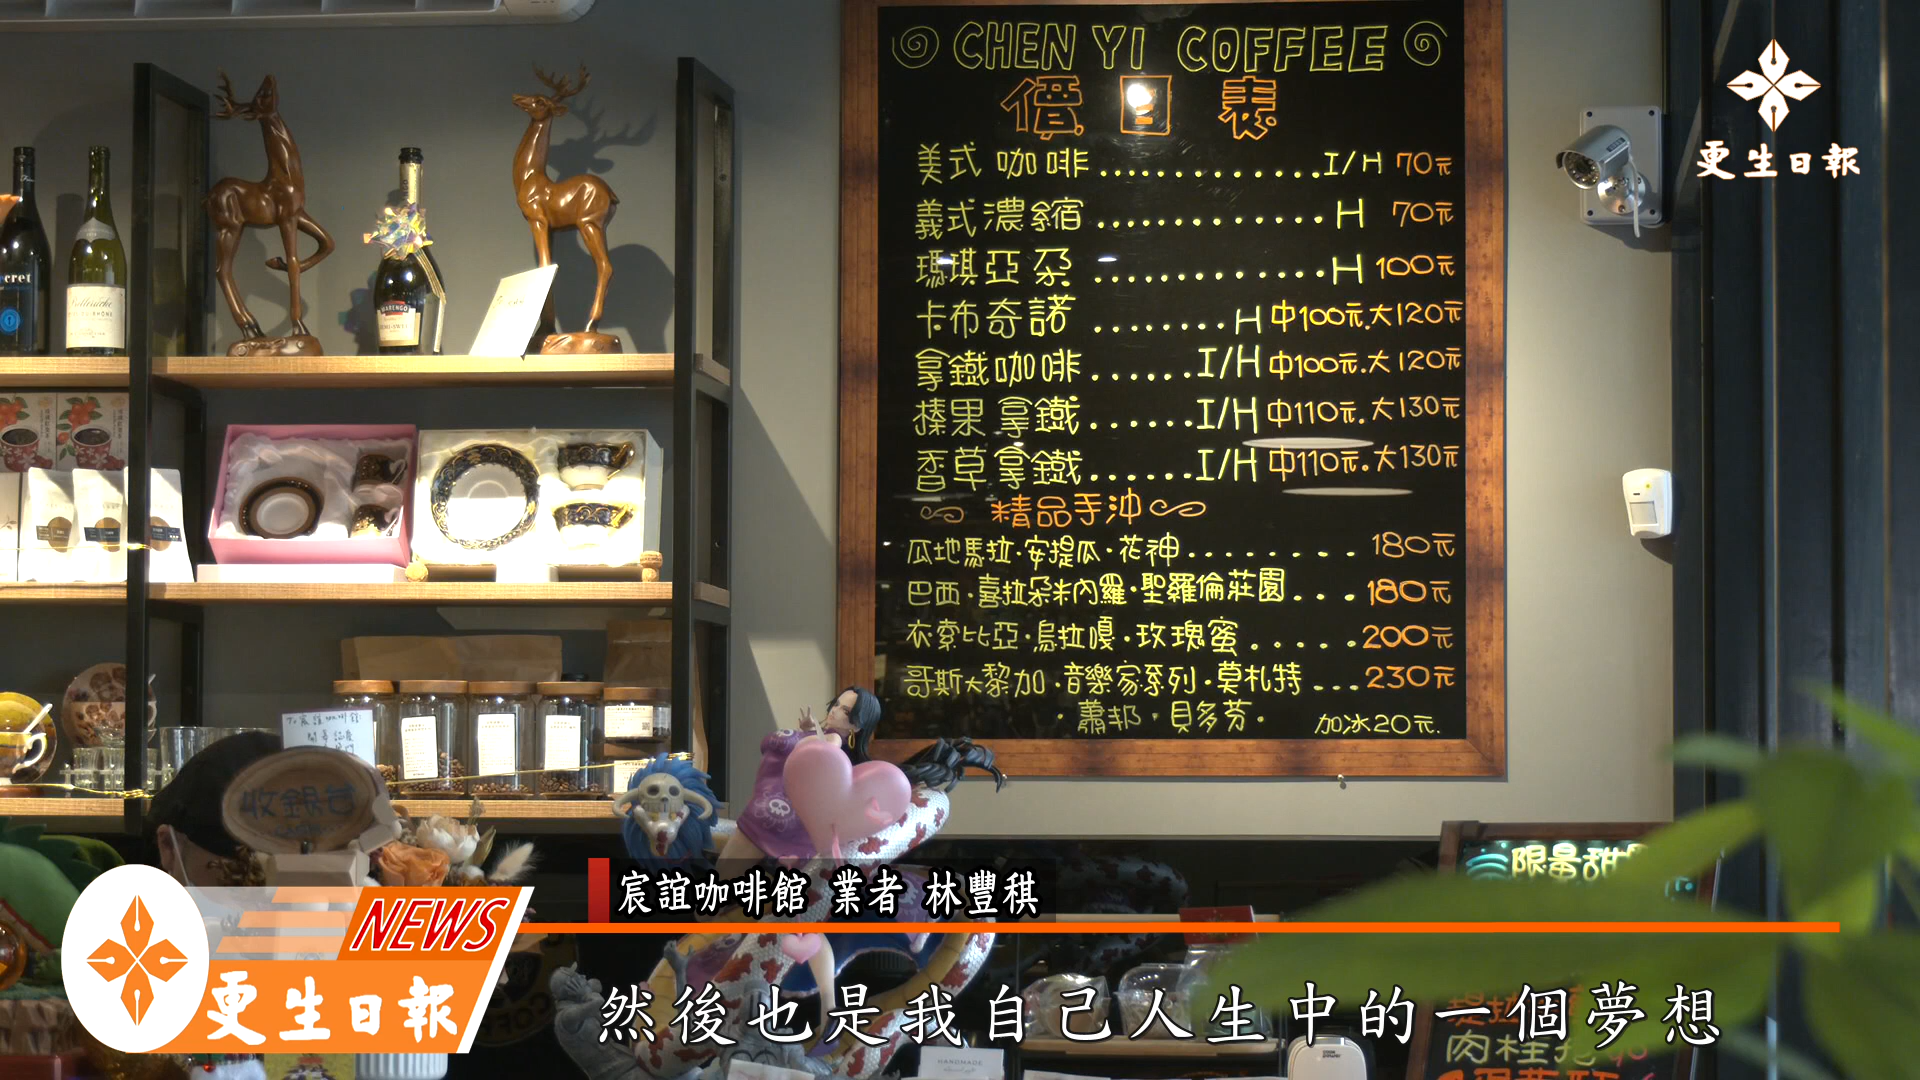 CHEN YI COFFEE
價目表
美式咖啡..............I/H 70元
義式濃縮.............H 70元
瑪琪亞朵.............H 100元
卡布奇諾........H 中100元.大120元
拿鐵咖啡......I/H 中100元.大120元
榛果拿鐵......I/H 中110元.大130元
香草拿鐵......I/H 中110元.大130元
精品手沖
瓜地馬拉·安提瓜·花神........180元
巴西·喜拉朵米內羅·聖羅倫莊園...180元
衣索比亞·烏拉嘎·玫瑰蜜.....200元
哥斯大黎加·音樂家系列·莫札特...230元
·蕭邦·貝多芬·
加冰20元.
更生日報
cret
MARENGO
收銀台
限量甜
宸誼咖啡館 業者 林豐稘
NEWS
更生日報
然後也是我自己人生中的一個夢想
HANDMADE
肉桂捲